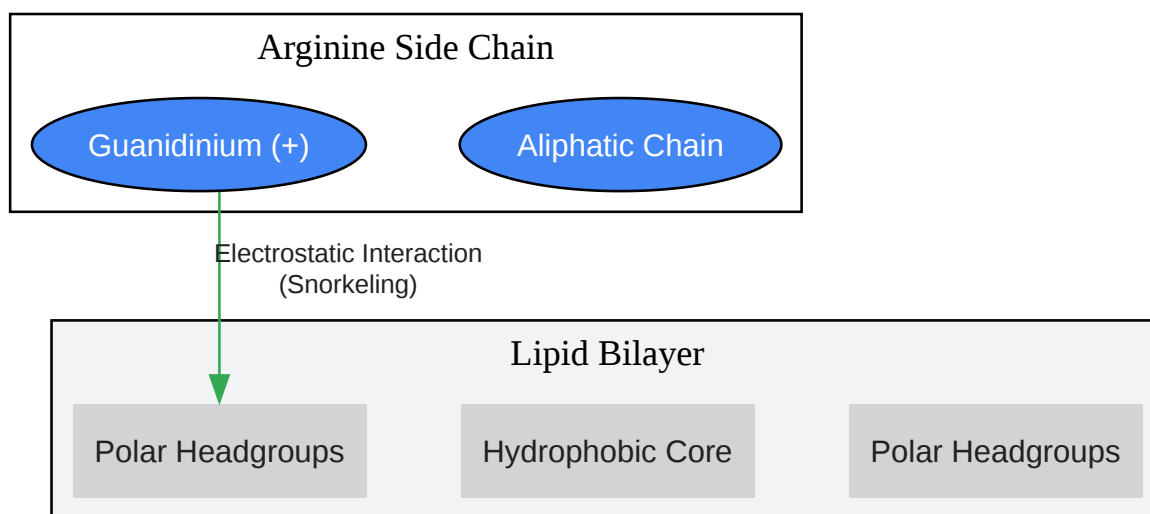 Arginine Side Chain
Guanidinium (+)
Aliphatic Chain
Electrostatic Interaction
(Snorkeling)
Lipid Bilayer
Polar Headgroups
Hydrophobic Core
Polar Headgroups